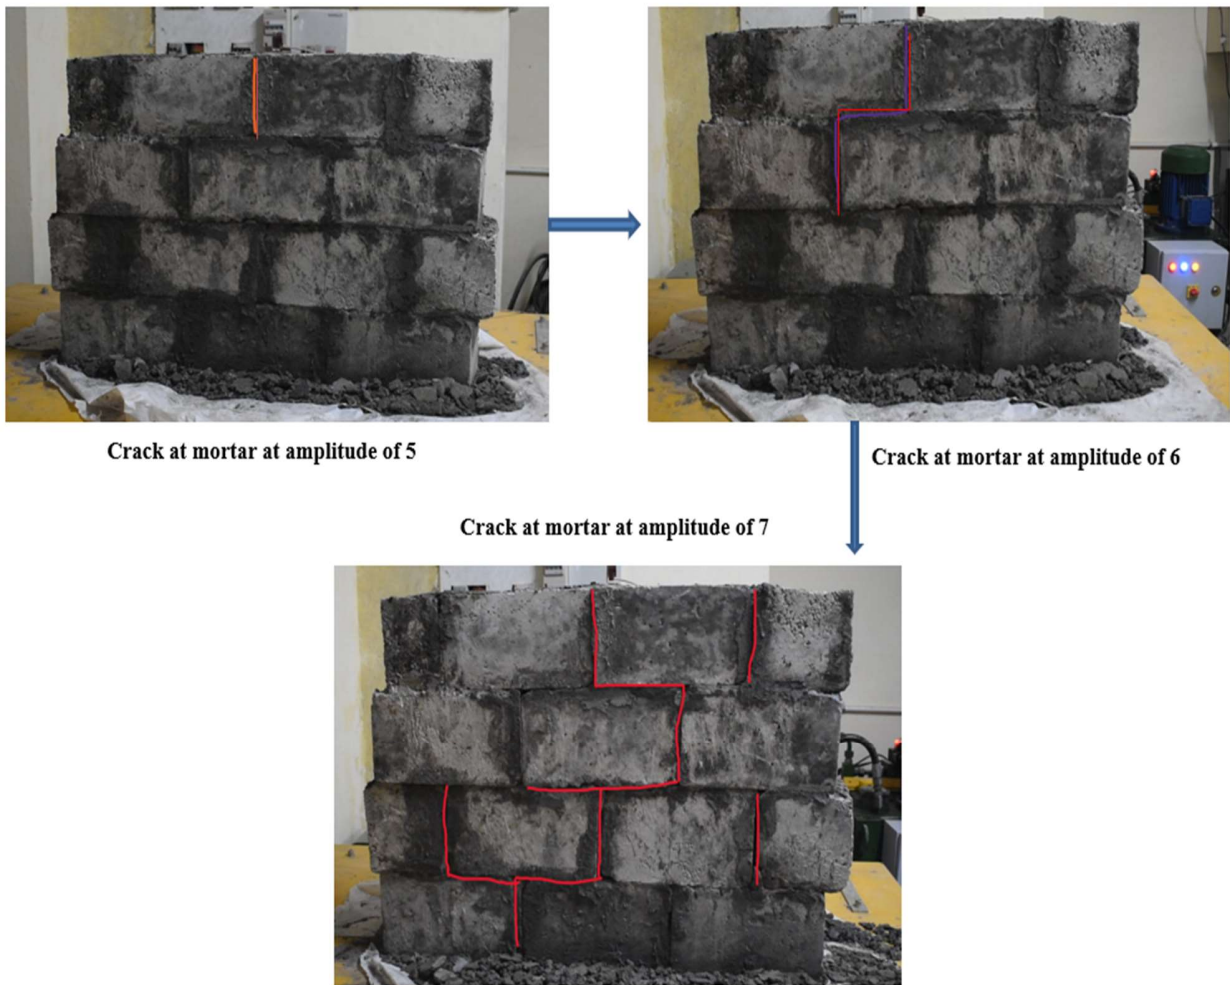 Crack at mortar at amplitude of 5
Crack at mortar at amplitude of 6
Crack at mortar at amplitude of 7